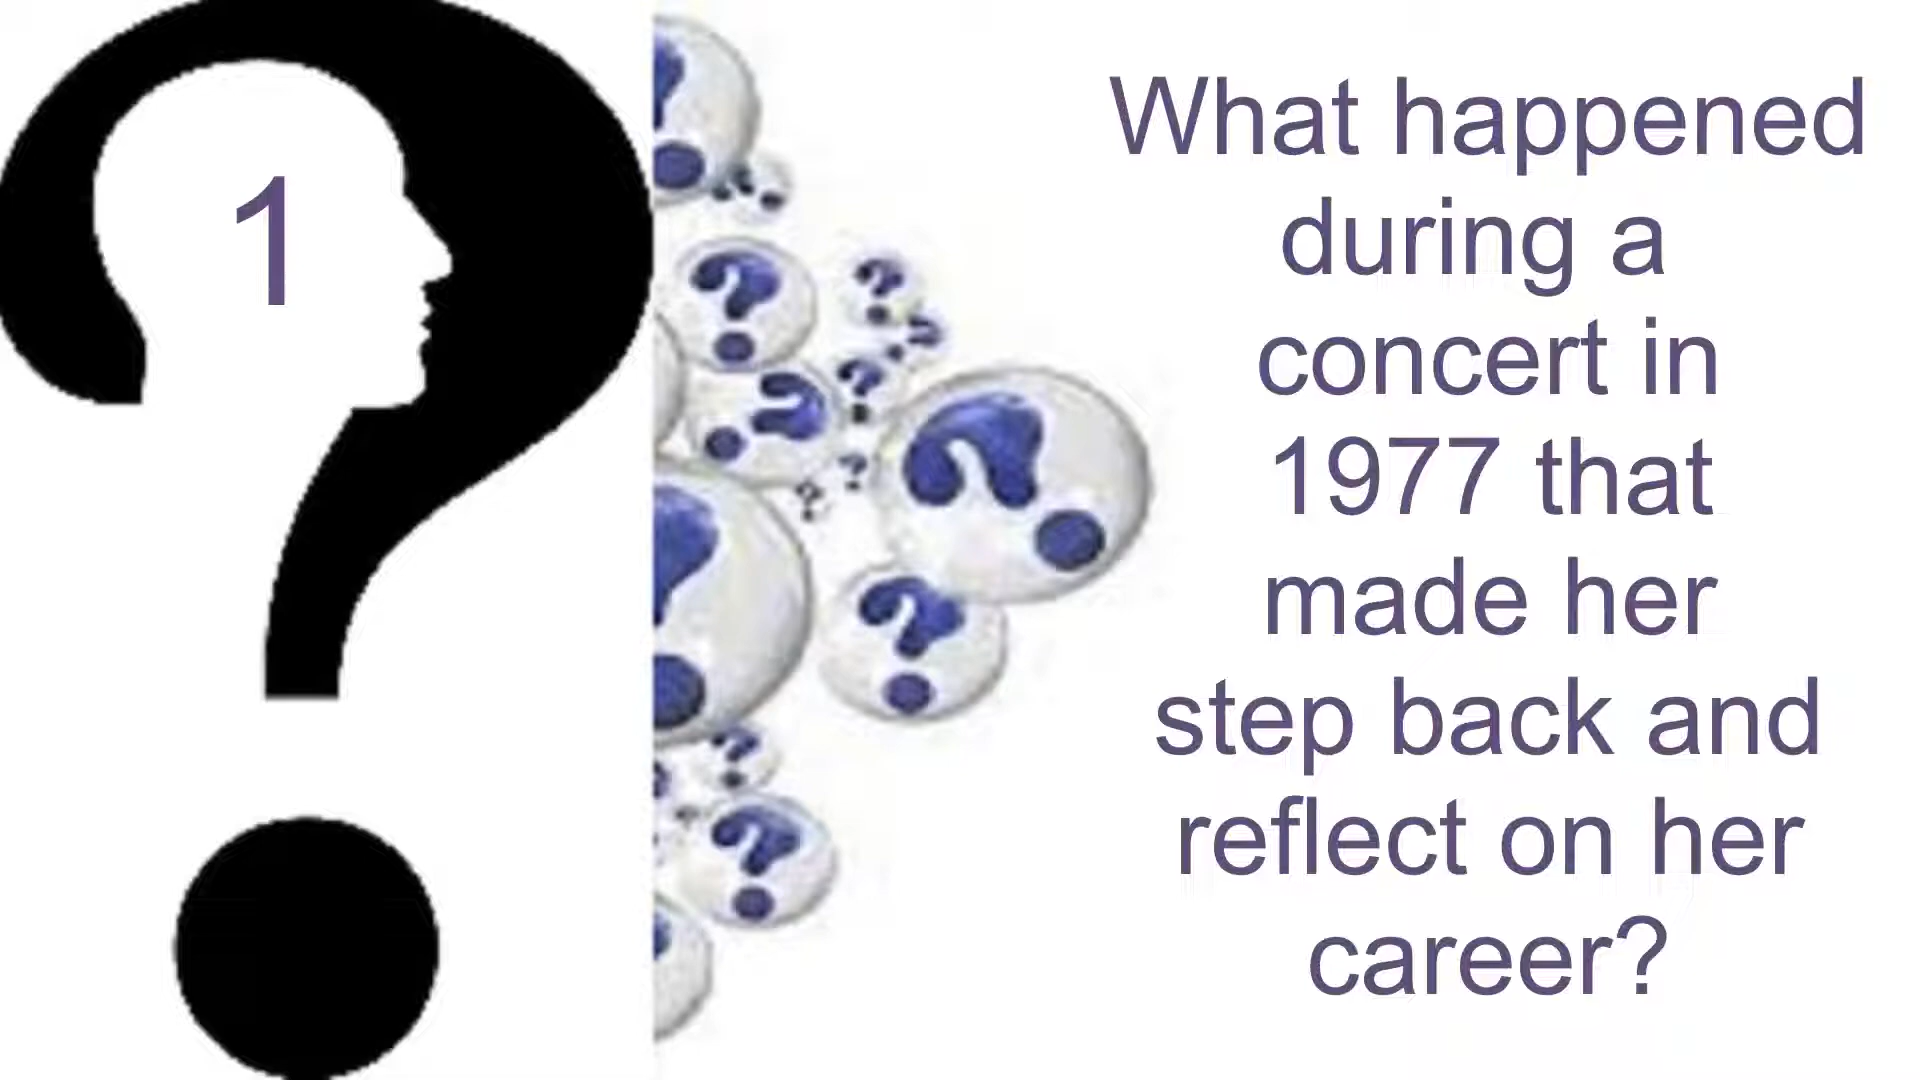 1
What happened
during a
concert in
1977 that
made her
step back and
reflect on her
career?